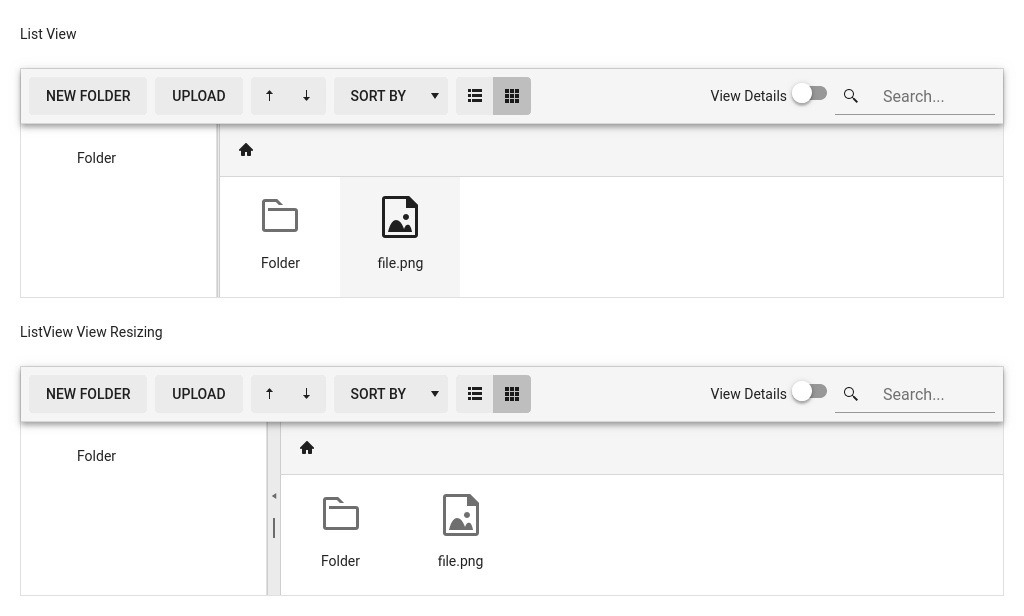 List View
NEW FOLDER UPLOAD SORT BY View Details Search...
Folder
Folder file.png
ListView View Resizing
NEW FOLDER UPLOAD SORT BY View Details Search...
Folder
Folder file.png